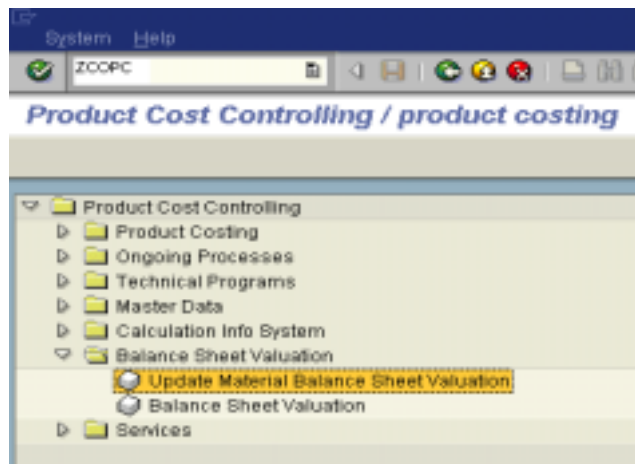 System Help
ZCOPC
Product Cost Controlling / product costing
Product Cost Controlling
Product Costing
Ongoing Processes
Technical Programs
Master Data
Calculation Info System
Balance Sheet Valuation
Update Material Balance Sheet Valuation
Balance Sheet Valuation
Services